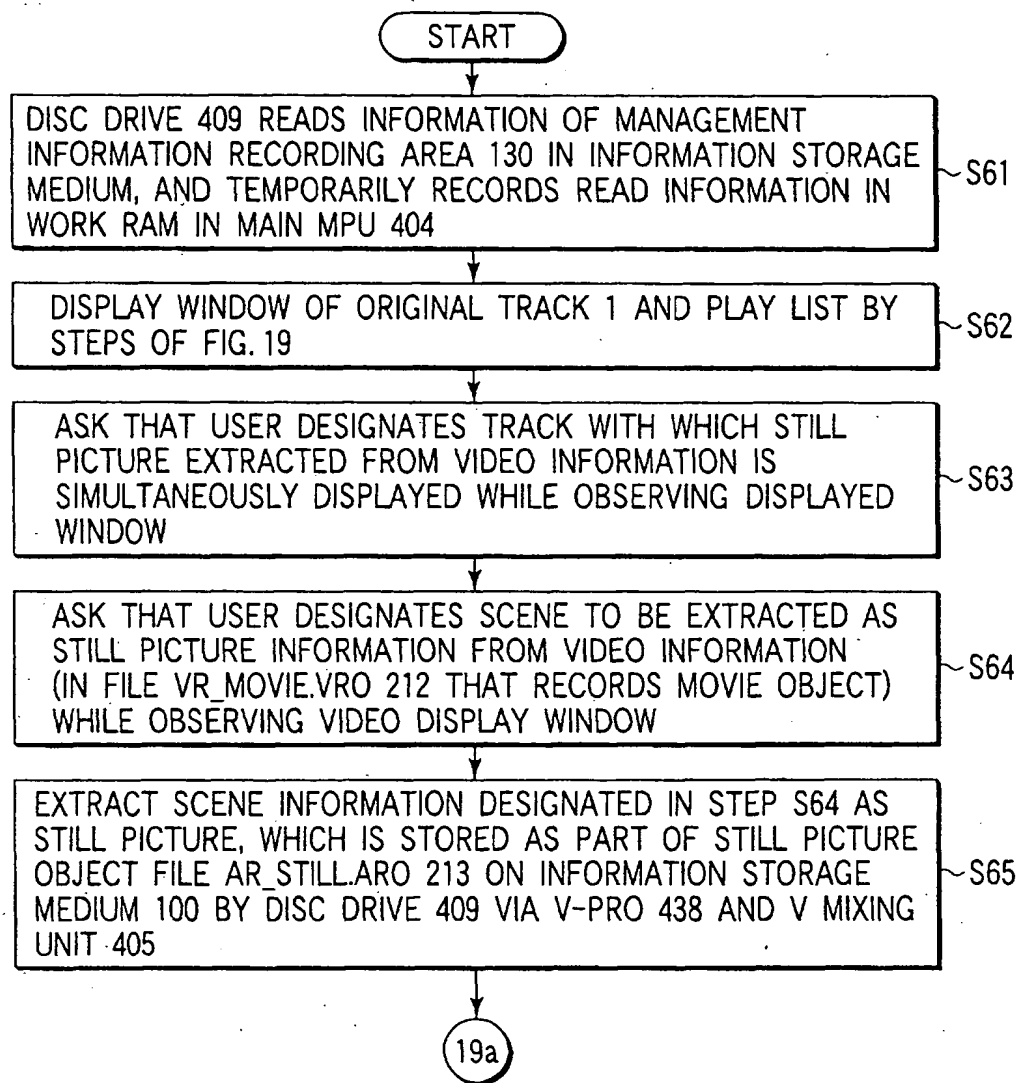 START
DISC DRIVE 409 READS INFORMATION OF MANAGEMENT
INFORMATION RECORDING AREA 130 IN INFORMATION STORAGE
MEDIUM, AND TEMPORARILY RECORDS READ INFORMATION IN
WORK RAM IN MAIN MPU 404
S61
DISPLAY WINDOW OF ORIGINAL TRACK 1 AND PLAY LIST BY
STEPS OF FIG. 19
S62
ASK THAT USER DESIGNATES TRACK WITH WHICH STILL
PICTURE EXTRACTED FROM VIDEO INFORMATION IS
SIMULTANEOUSLY DISPLAYED WHILE OBSERVING DISPLAYED
WINDOW
S63
ASK THAT USER DESIGNATES SCENE TO BE EXTRACTED AS
STILL PICTURE INFORMATION FROM VIDEO INFORMATION
(IN FILE VR_MOVIE.VRO 212 THAT RECORDS MOVIE OBJECT)
WHILE OBSERVING VIDEO DISPLAY WINDOW
S64
EXTRACT SCENE INFORMATION DESIGNATED IN STEP S64 AS
STILL PICTURE, WHICH IS STORED AS PART OF STILL PICTURE
OBJECT FILE AR_STILL.ARO 213 ON INFORMATION STORAGE
MEDIUM 100 BY DISC DRIVE 409 VIA V-PRO 438 AND V MIXING
UNIT 405
S65
19a